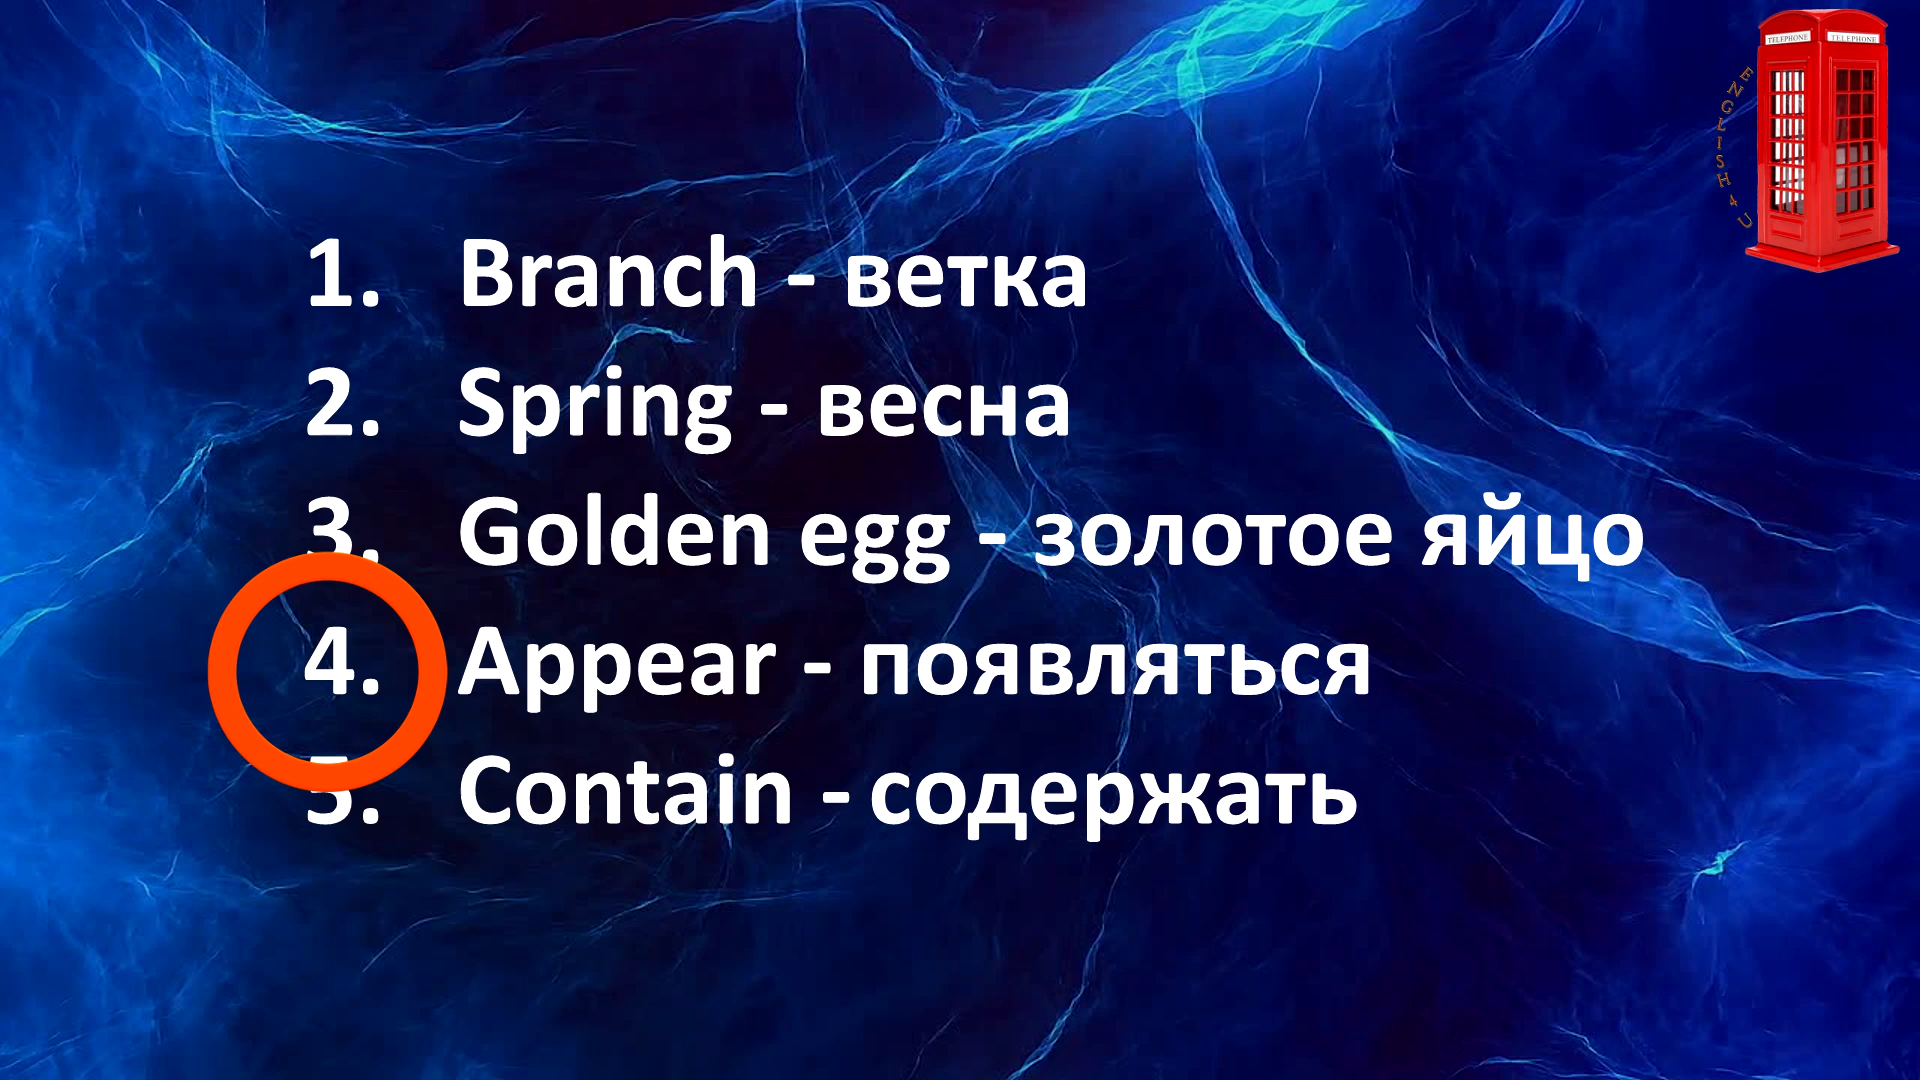 TELEPHONE TELEPHONE
ENGLISH 4 U
1. Branch - ветка
2. Spring - весна
3. Golden egg - золотое яйцо
4. Appear - появляться
5. Contain - содержать